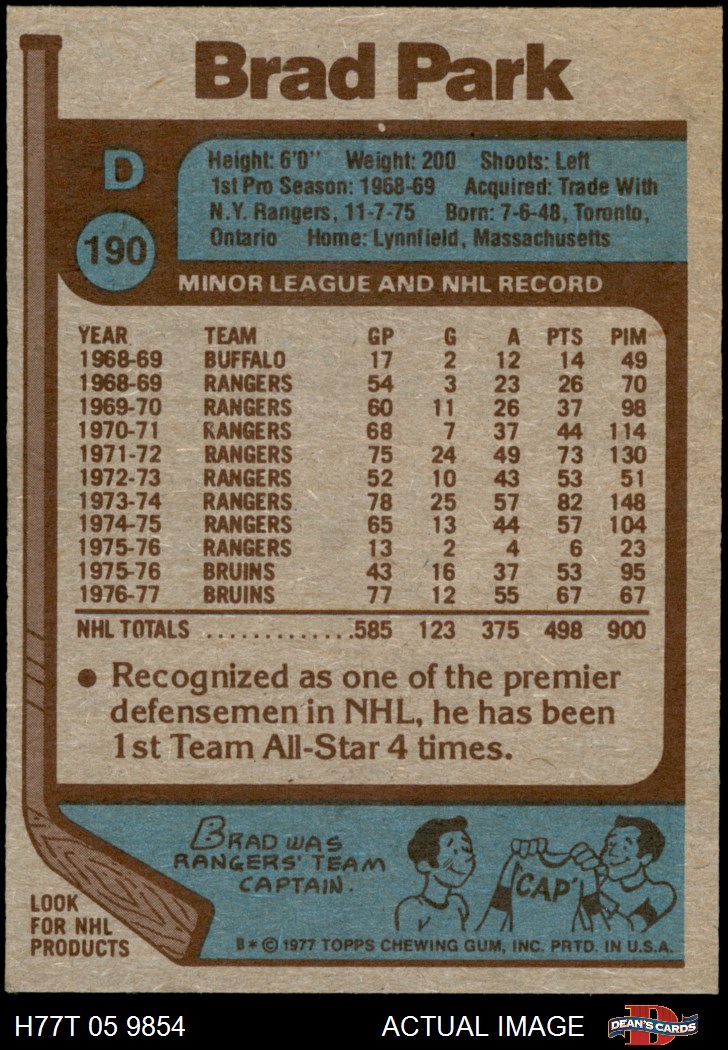 Brad Park
D
190
Height: 6'0" Weight: 200 Shoots: Left
1st Pro Season: 1968-69 Acquired: Trade With
N.Y. Rangers, 11-7-75 Born: 7-6-48, Toronto,
Ontario Home: Lynnfield, Massachusetts
MINOR LEAGUE AND NHL RECORD
YEAR TEAM GP G A PTS PIM
1968-69 BUFFALO 17 2 12 14 49
1968-69 RANGERS 54 3 23 26 70
1969-70 RANGERS 60 11 26 37 98
1970-71 RANGERS 68 7 37 44 114
1971-72 RANGERS 75 24 49 73 130
1972-73 RANGERS 52 10 43 53 51
1973-74 RANGERS 78 25 57 82 148
1974-75 RANGERS 65 13 44 57 104
1975-76 RANGERS 13 2 4 6 23
1975-76 BRUINS 43 16 37 53 95
1976-77 BRUINS 77 12 55 67 67
NHL TOTALS .............585 123 375 498 900
● Recognized as one of the premier
defensemen in NHL, he has been
1st Team All-Star 4 times.
BRAD WAS
RANGERS' TEAM
CAPTAIN.
"CAP"
LOOK
FOR NHL
PRODUCTS
B* © 1977 TOPPS CHEWING GUM, INC. PRTD. IN U.S.A.
H77T 05 9854 ACTUAL IMAGE
D
DEAN'S CARDS